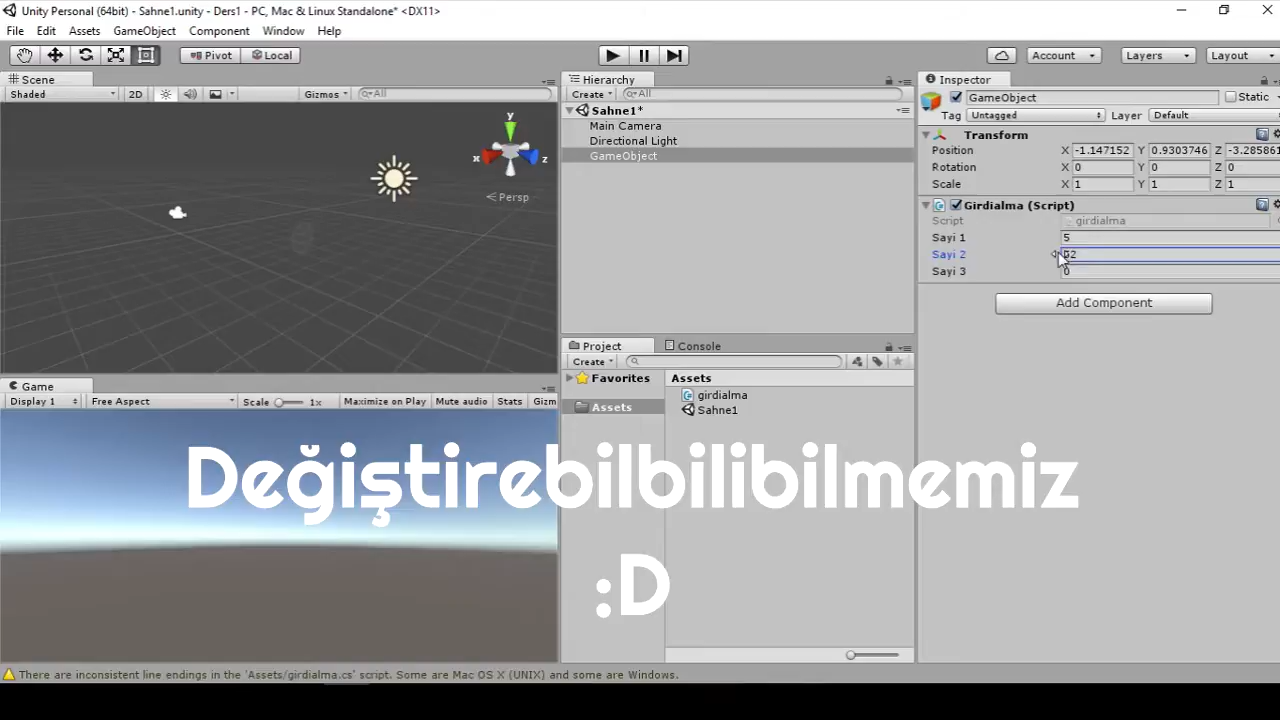 Unity Personal (64bit) - Sahne1.unity - Ders1 - PC, Mac & Linux Standalone* <DX11>
File Edit Assets GameObject Component Window Help
Pivot Local Account Layers Layout
Scene
Shaded 2D Gizmos All
y
x z
Persp
Hierarchy
Create All
Sahne1*
Main Camera
Directional Light
GameObject
Inspector
GameObject Static
Tag Untagged Layer Default
Transform
Position X -1.147152 Y 0.9303746 Z -3.285861
Rotation X 0 Y 0 Z 0
Scale X 1 Y 1 Z 1
Girdialma (Script)
Script girdialma
Sayi 1 5
Sayi 2
Sayi 3 0
Add Component
Game
Display 1 Free Aspect Scale 1x Maximize on Play Mute audio Stats Gizm
Project Console
Create
Favorites
Assets
Assets
girdialma
Sahne1
Değiştirebilbilibilmemiz
:D
There are inconsistent line endings in the 'Assets/girdialma.cs' script. Some are Mac OS X (UNIX) and some are Windows.